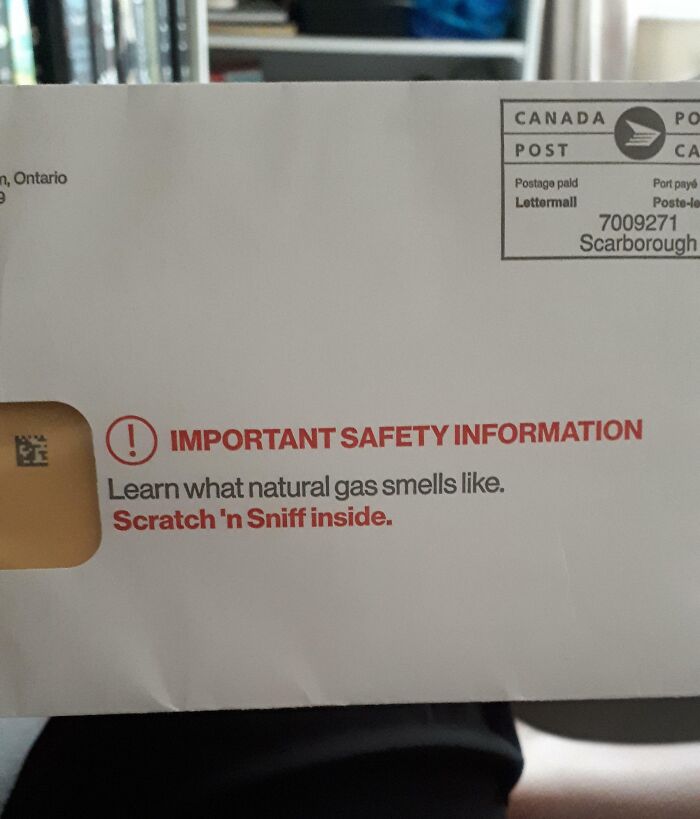 CANADA PO
POST CA
n, Ontario
9
Postage paid Port payé
Lettermail Poste-le
7009271
Scarborough
IMPORTANT SAFETY INFORMATION
Learn what natural gas smells like.
Scratch 'n Sniff inside.